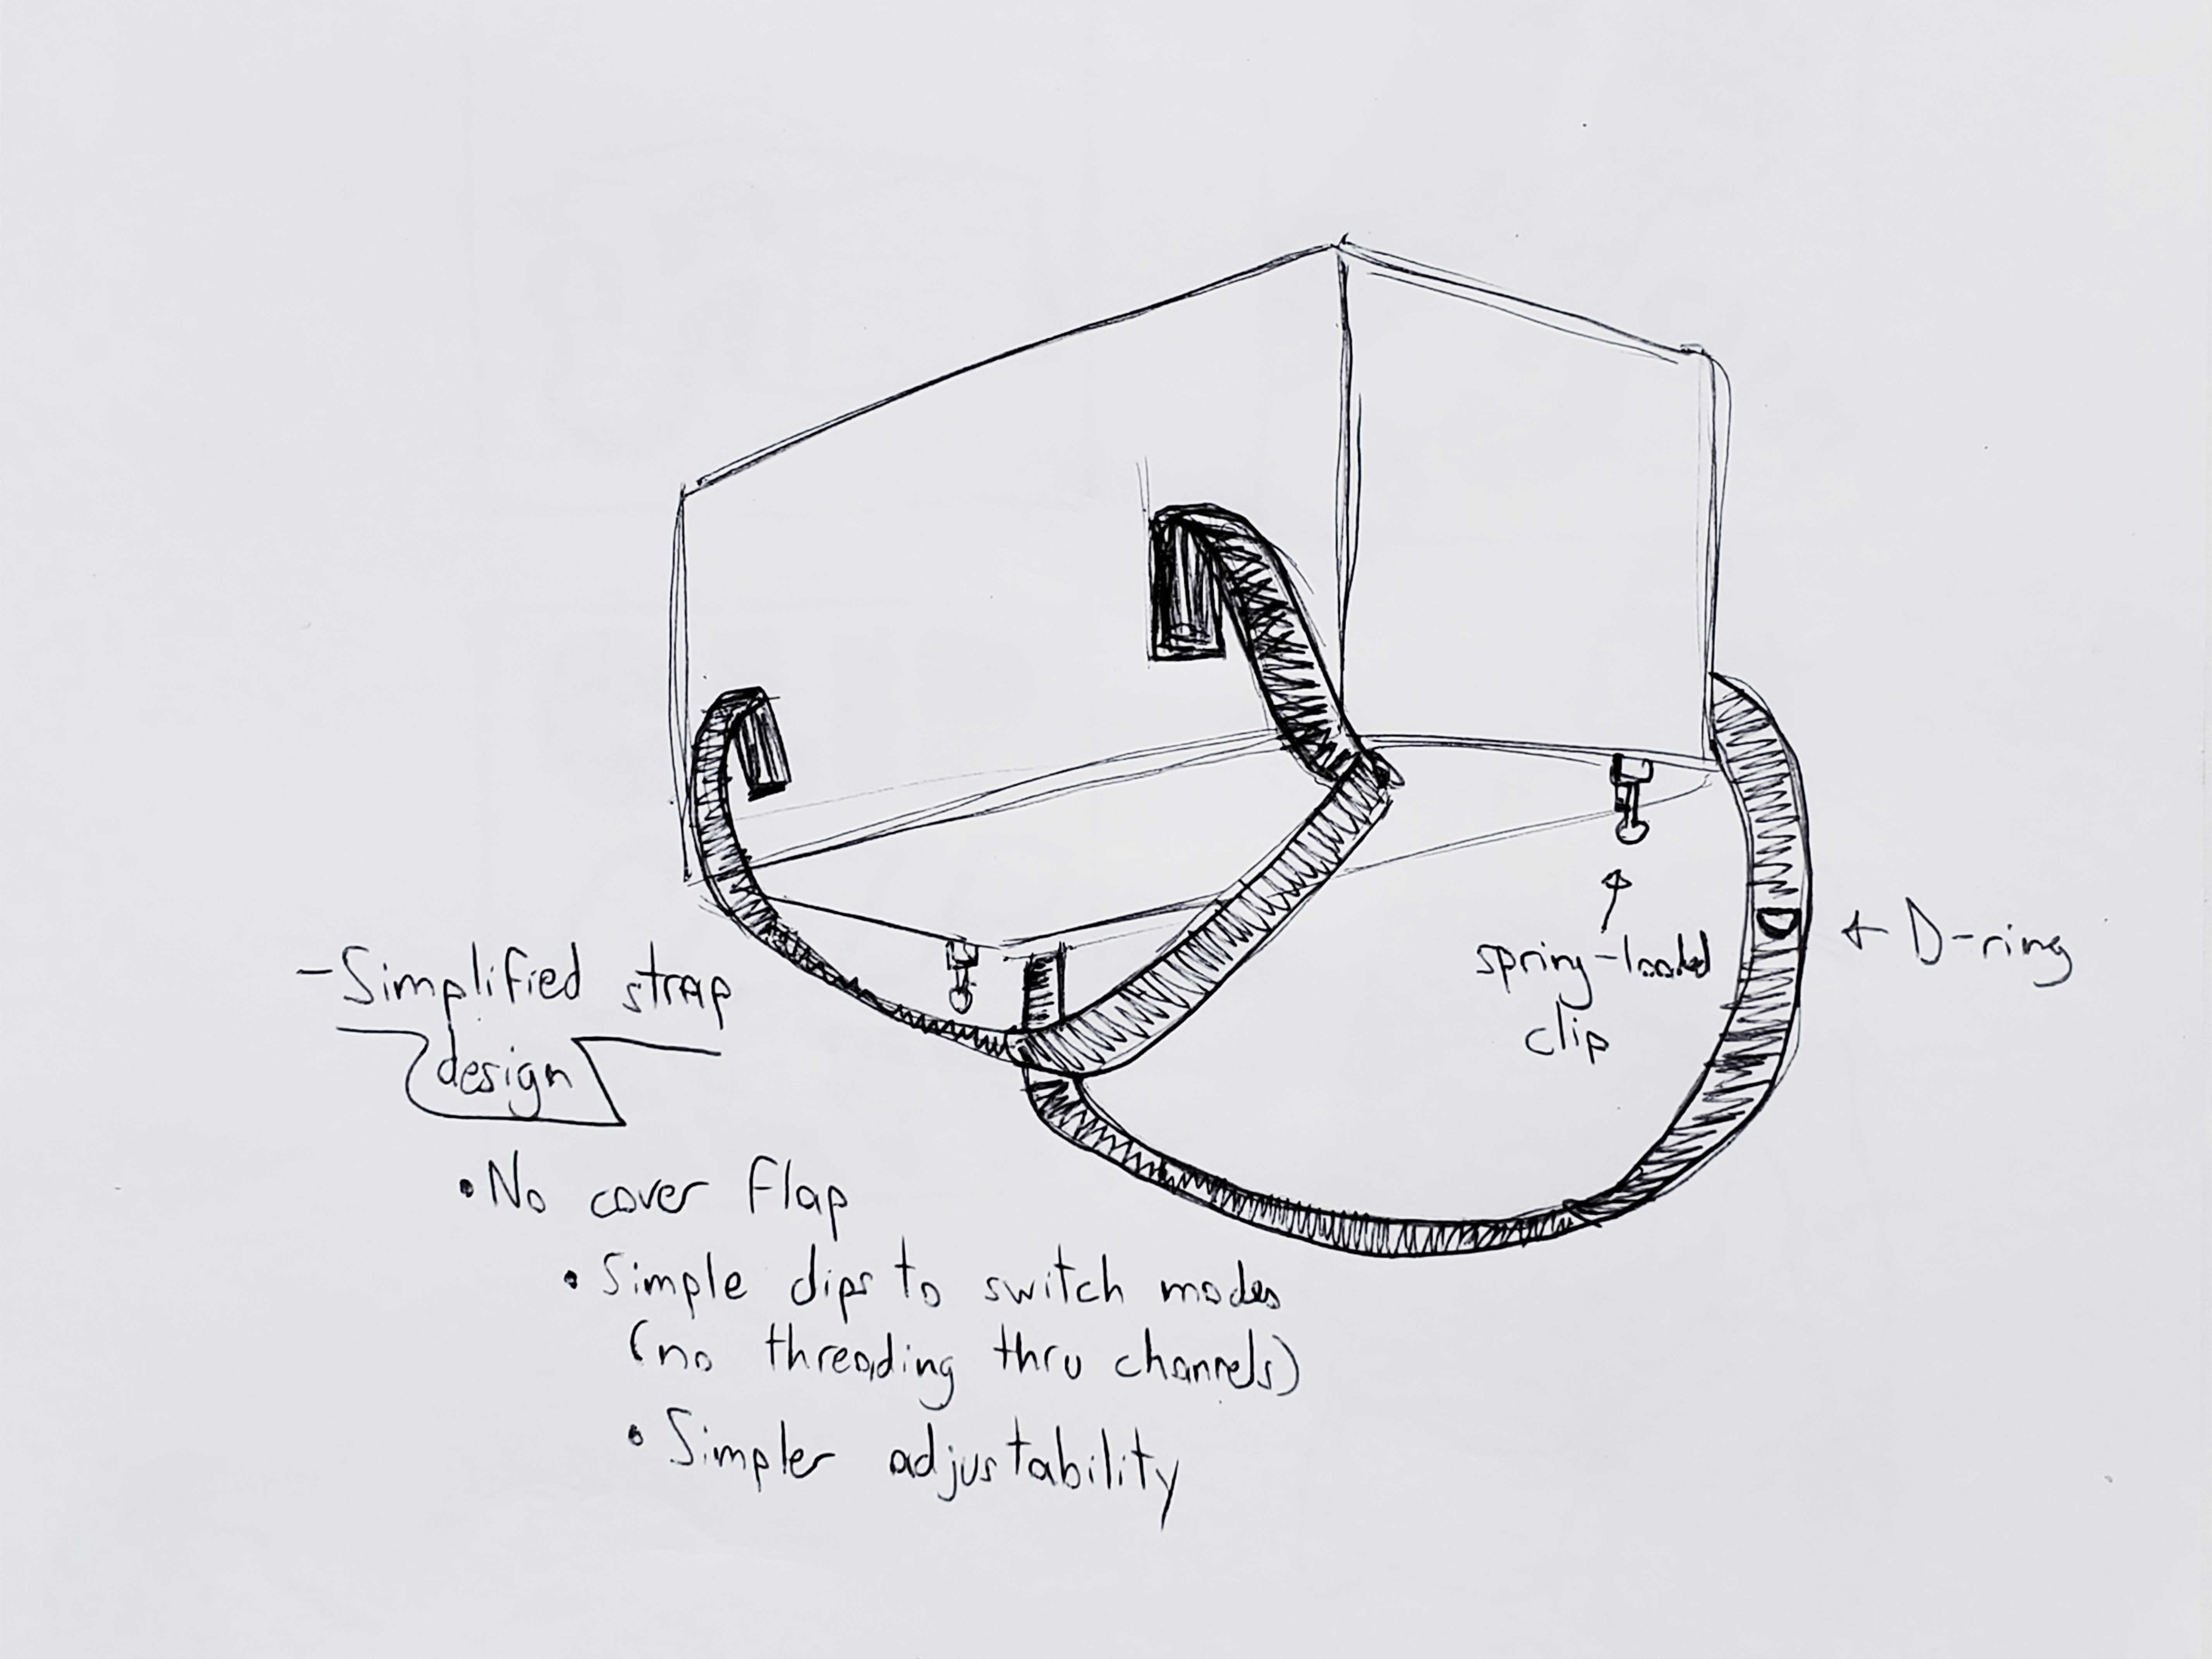 -Simplified strap
design
• No cover flap
• Simple clips to switch modes
(no threading thru channels)
• Simpler adjustability
spring-loaded
clip
← D-ring